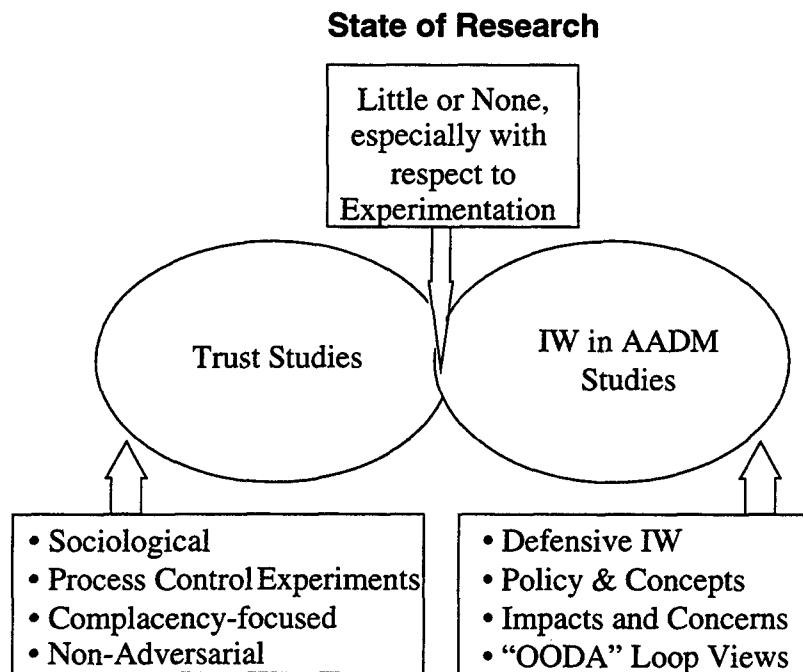 State of Research
Little or None,
especially with
respect to
Experimentation
Trust Studies
IW in AADM
Studies
• Sociological
• Process Control Experiments
• Complacency-focused
• Non-Adversarial
• Defensive IW
• Policy & Concepts
• Impacts and Concerns
• “OODA” Loop Views